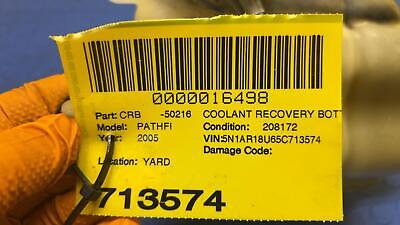 0000016498
Part: CRB -50216 COOLANT RECOVERY BOTT
Model: PATHFI Condition: 208172
Year: 2005 VIN:5N1AR18U65C713574
Damage Code:
Location: YARD
713574